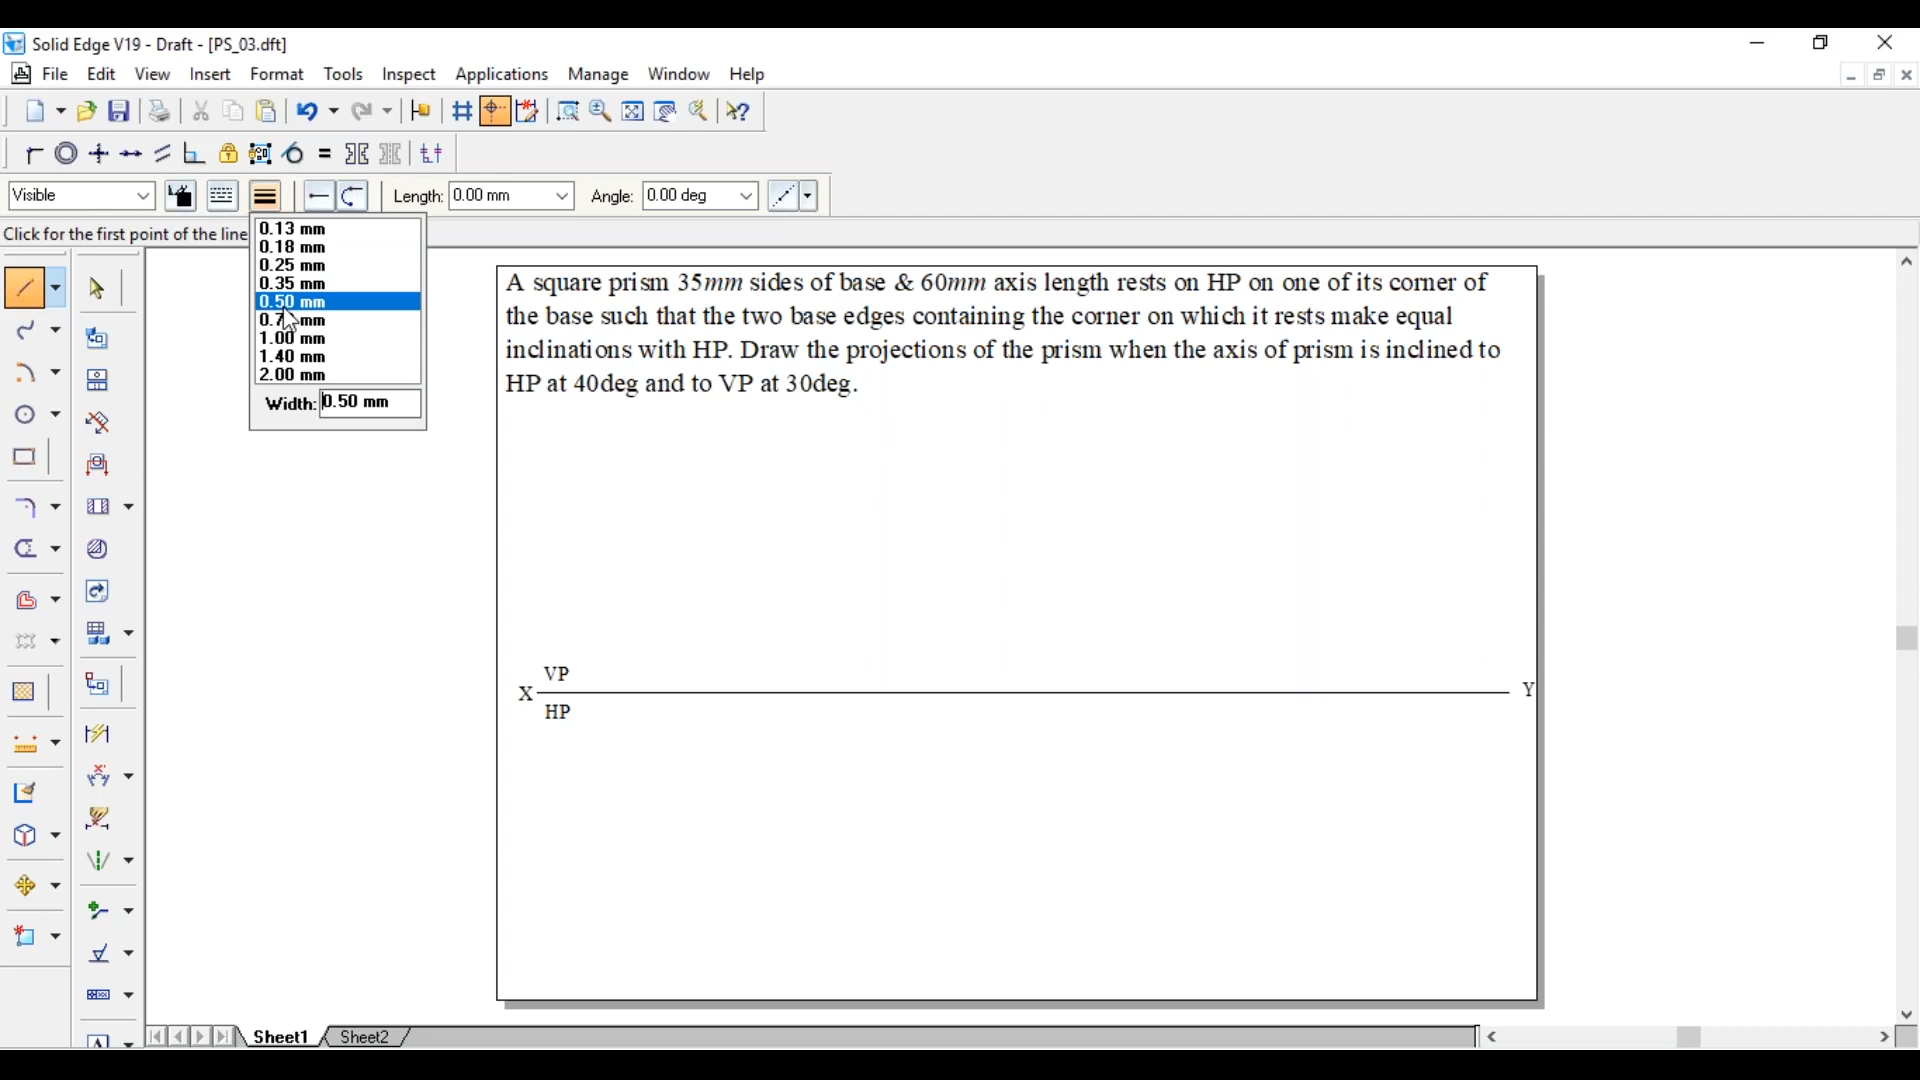 Solid Edge V19 - Draft - [PS_03.dft]
File Edit View Insert Format Tools Inspect Applications Manage Window Help
Visible Length: 0.00 mm Angle: 0.00 deg
Click for the first point of the line
0.13 mm
0.18 mm
0.25 mm
0.35 mm
0.50 mm
0.7 mm
1.00 mm
1.40 mm
2.00 mm
Width: 0.50 mm
A square prism 35mm sides of base & 60mm axis length rests on HP on one of its corner of
the base such that the two base edges containing the corner on which it rests make equal
inclinations with HP. Draw the projections of the prism when the axis of prism is inclined to
HP at 40deg and to VP at 30deg.
VP
X Y
HP
Sheet1 Sheet2